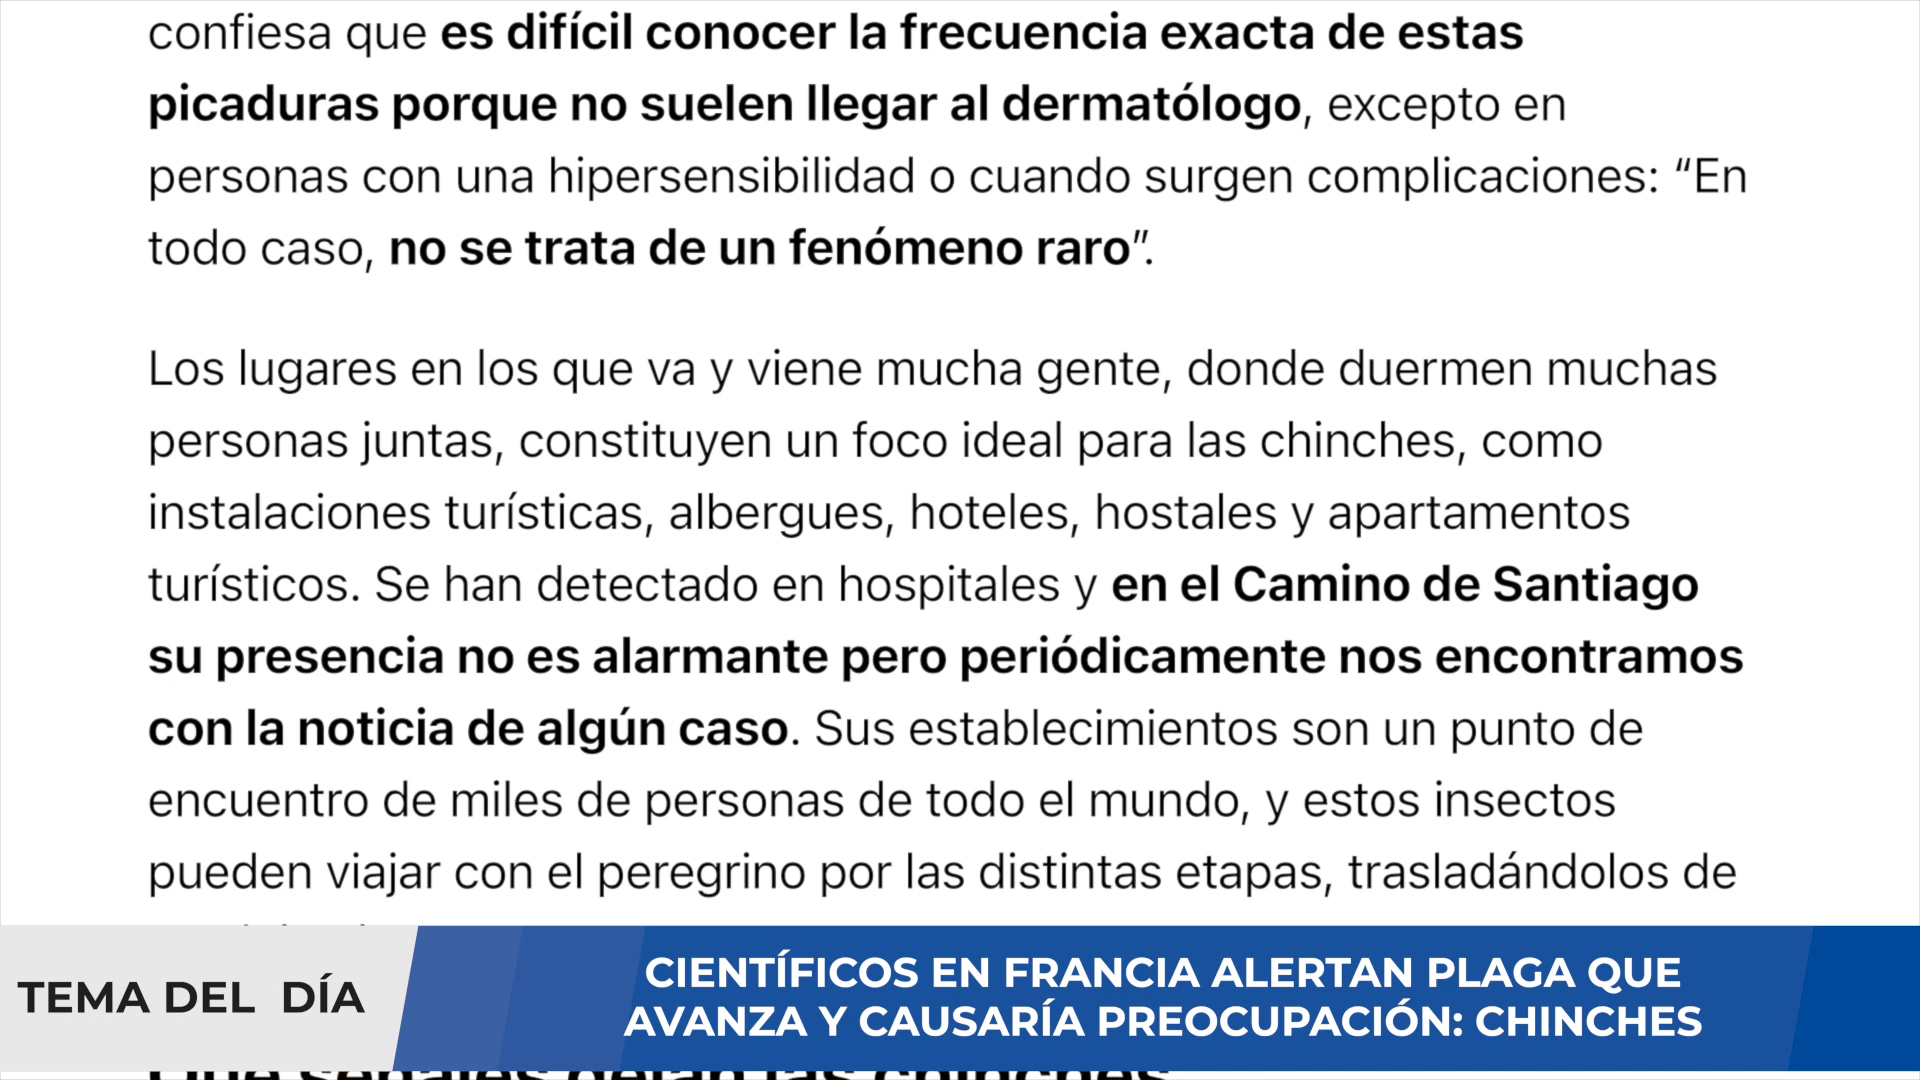 confiesa que es difícil conocer la frecuencia exacta de estas
picaduras porque no suelen llegar al dermatólogo, excepto en
personas con una hipersensibilidad o cuando surgen complicaciones: “En
todo caso, no se trata de un fenómeno raro”.
Los lugares en los que va y viene mucha gente, donde duermen muchas
personas juntas, constituyen un foco ideal para las chinches, como
instalaciones turísticas, albergues, hoteles, hostales y apartamentos
turísticos. Se han detectado en hospitales y en el Camino de Santiago
su presencia no es alarmante pero periódicamente nos encontramos
con la noticia de algún caso. Sus establecimientos son un punto de
encuentro de miles de personas de todo el mundo, y estos insectos
pueden viajar con el peregrino por las distintas etapas, trasladándolos de
TEMA DEL DÍA
CIENTÍFICOS EN FRANCIA ALERTAN PLAGA QUE
AVANZA Y CAUSARÍA PREOCUPACIÓN: CHINCHES
Qué señales dejan las chinches